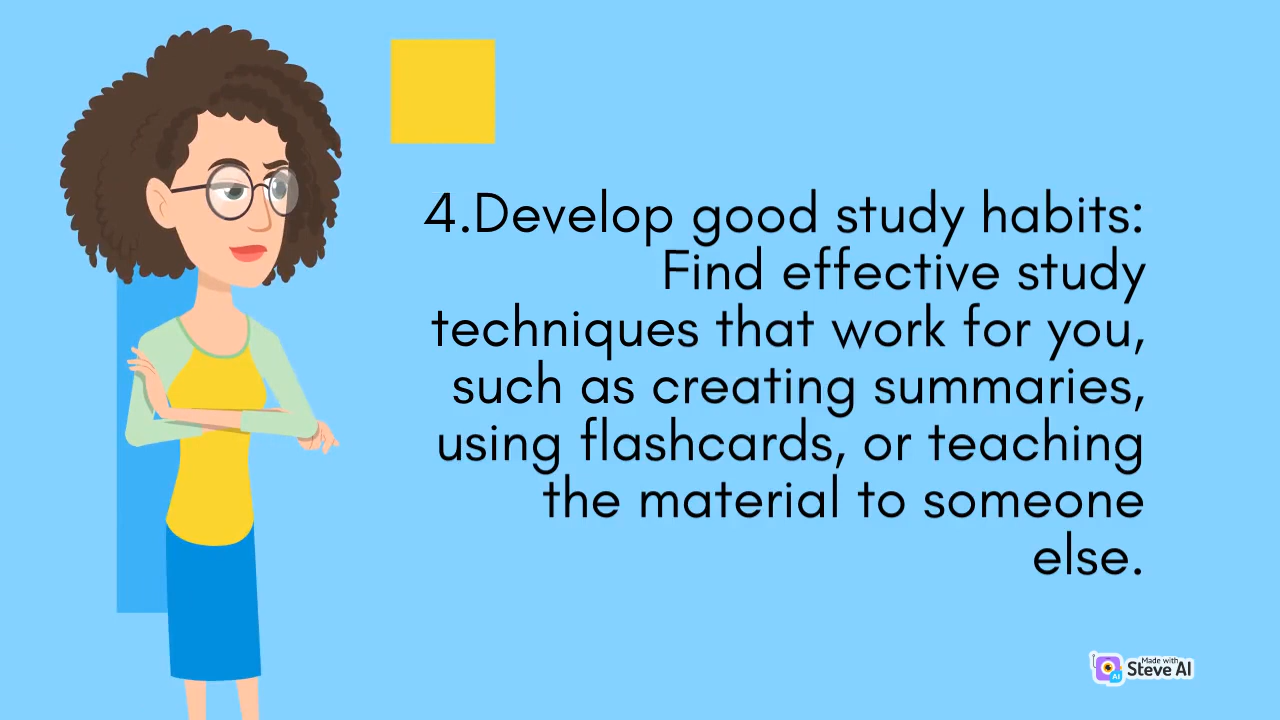 4.Develop good study habits:
Find effective study
techniques that work for you,
such as creating summaries,
using flashcards, or teaching
the material to someone
else.
Made with
Steve AI
AI